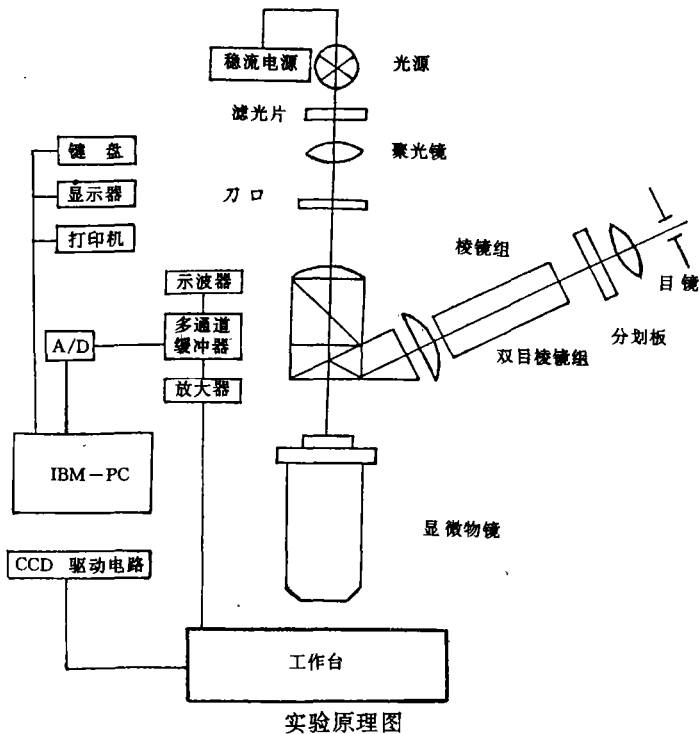 稳流电源
光源
滤光片
聚光镜
键 盘
显示器
刀口
打印机
棱镜组
目镜
示波器
分划板
多通道
缓冲器
A/D
双目棱镜组
放大器
IBM－PC
显微物镜
CCD 驱动电路
工作台
实验原理图